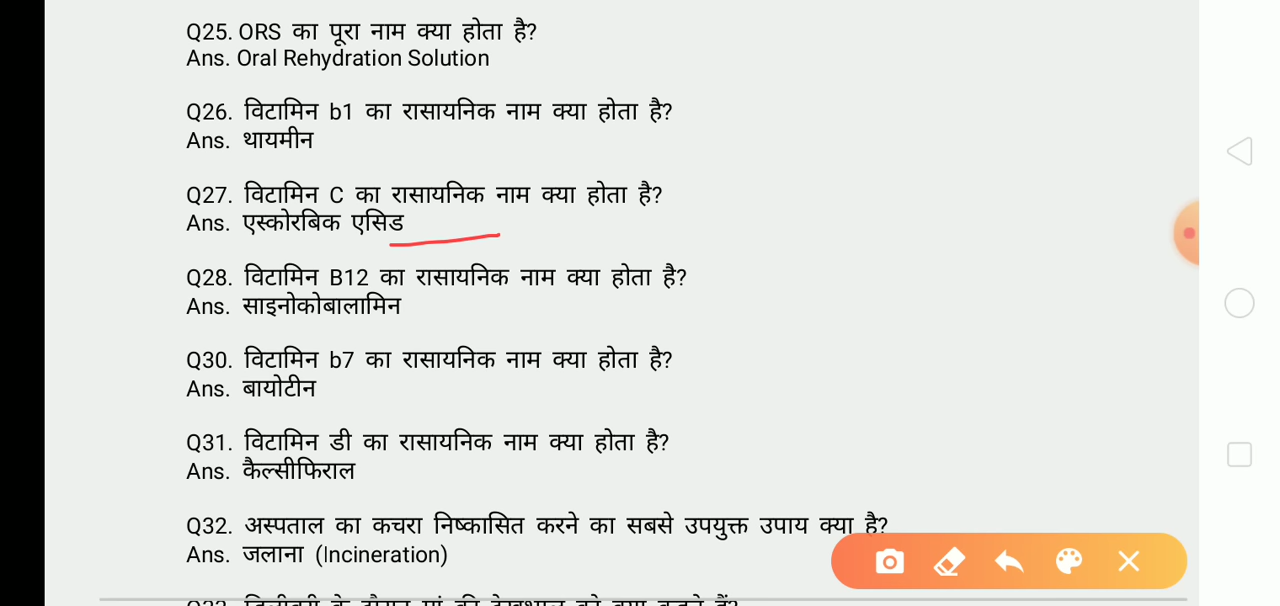 Q25. ORS का पूरा नाम क्या होता है?
Ans. Oral Rehydration Solution
Q26. विटामिन b1 का रासायनिक नाम क्या होता है?
Ans. थायमीन
Q27. विटामिन C का रासायनिक नाम क्या होता है?
Ans. एस्कोरबिक एसिड
Q28. विटामिन B12 का रासायनिक नाम क्या होता है?
Ans. साइनोकोबालामिन
Q30. विटामिन b7 का रासायनिक नाम क्या होता है?
Ans. बायोटीन
Q31. विटामिन डी का रासायनिक नाम क्या होता है?
Ans. कैल्सीफिराल
Q32. अस्पताल का कचरा निष्कासित करने का सबसे उपयुक्त उपाय क्या है?
Ans. जलाना (Incineration)